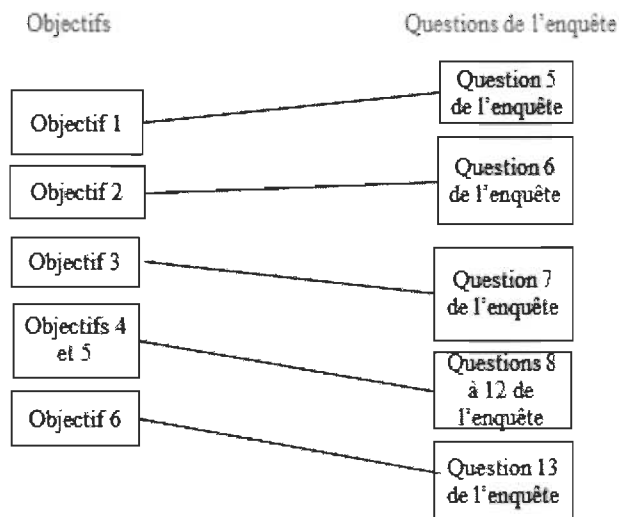 Objectifs
Questions de l'enquête
Objectif 1
Question 5
de l'enquête
Objectif 2
Question 6
de l'enquête
Objectif 3
Question 7
de l'enquête
Objectifs 4
et 5
Questions 8
à 12 de
l'enquête
Objectif 6
Question 13
de l'enquête